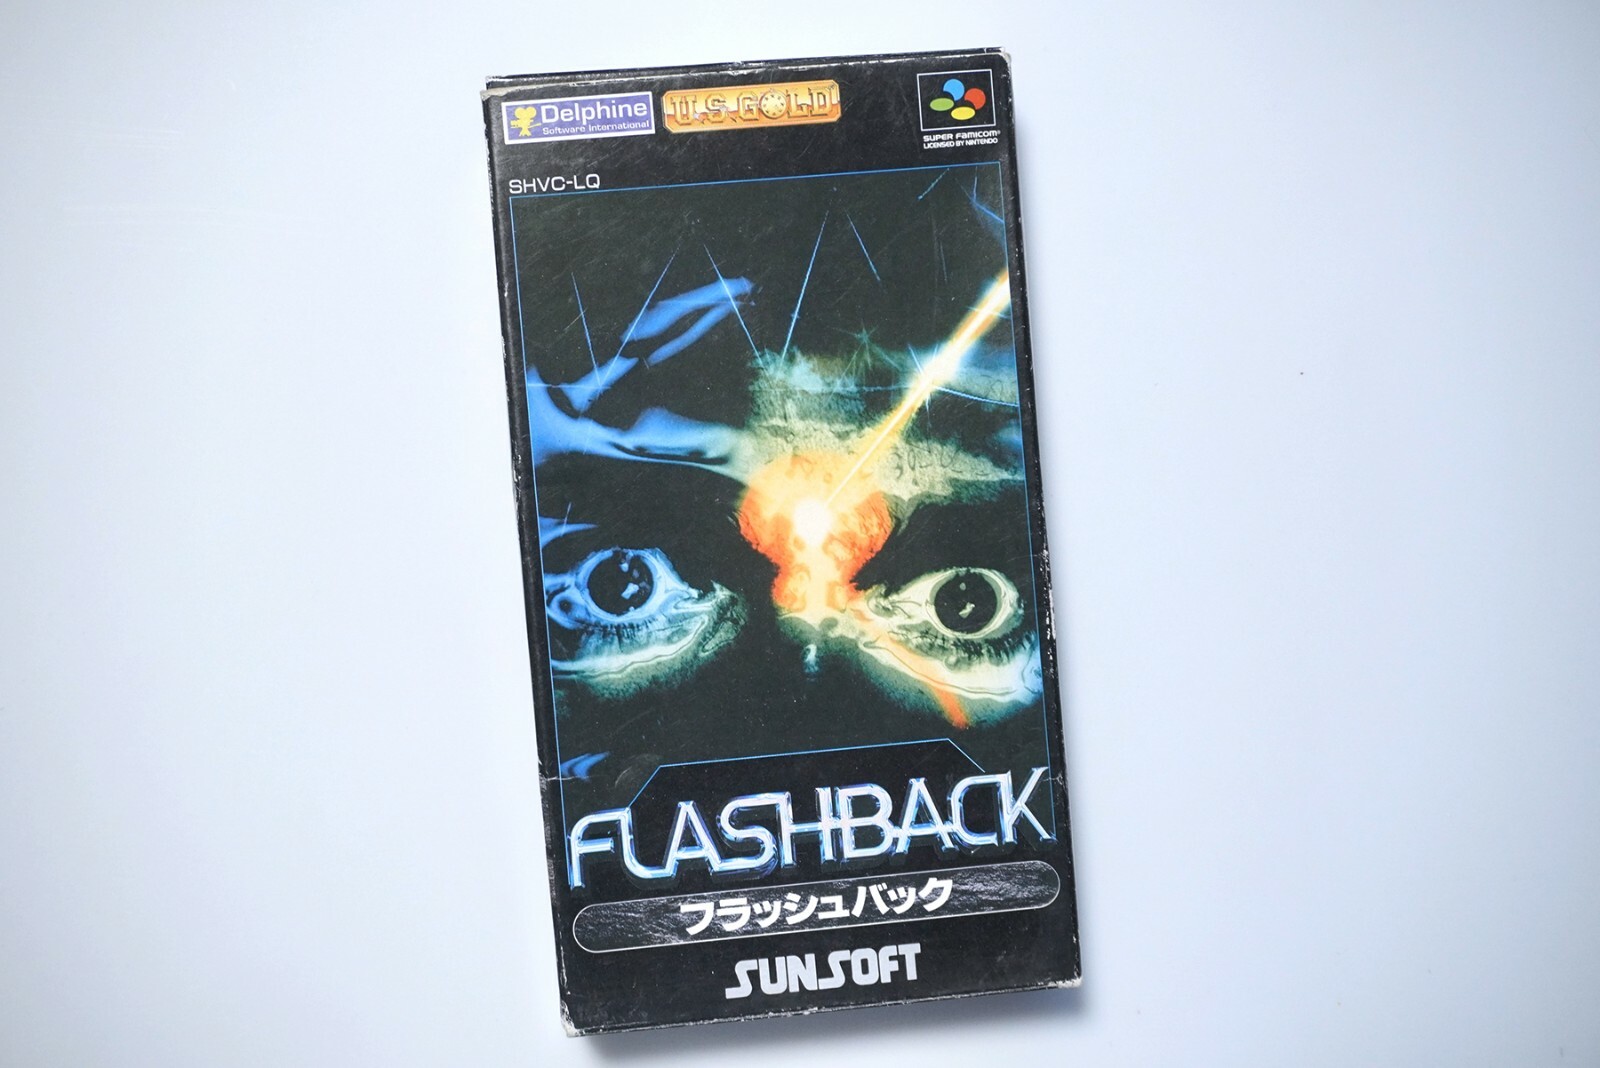 Delphine
Software International
U.S. GOLD
SUPER FAMICOM®
LICENSED BY NINTENDO
SHVC-LQ
FLASHBACK
フラッシュバック
SUNSOFT